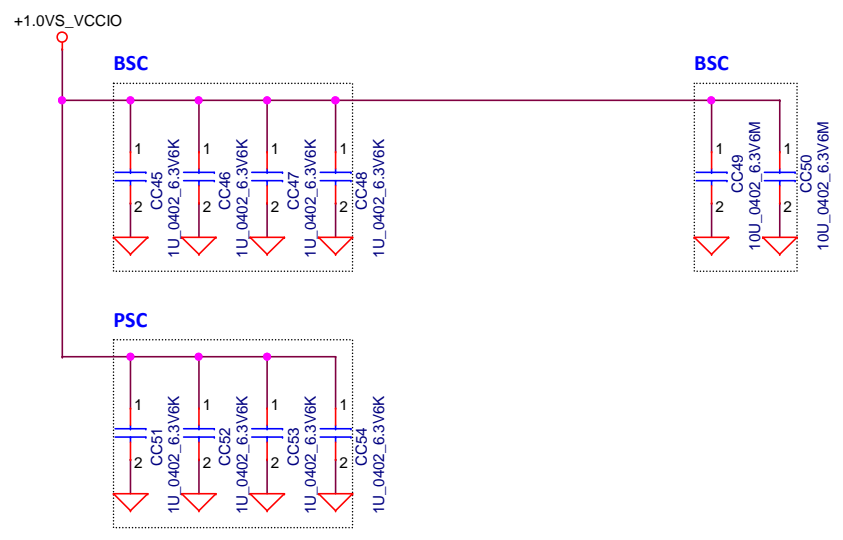 +1.0VS_VCCIO
BSC
BSC
1
2
CC45
1U_0402_6.3V6K
1
2
CC46
1U_0402_6.3V6K
1
2
CC47
1U_0402_6.3V6K
1
2
CC48
1U_0402_6.3V6K
1
2
CC49
10U_0402_6.3V6M
1
2
CC50
10U_0402_6.3V6M
PSC
1
2
CC51
1U_0402_6.3V6K
1
2
CC52
1U_0402_6.3V6K
1
2
CC53
1U_0402_6.3V6K
1
2
CC54
1U_0402_6.3V6K